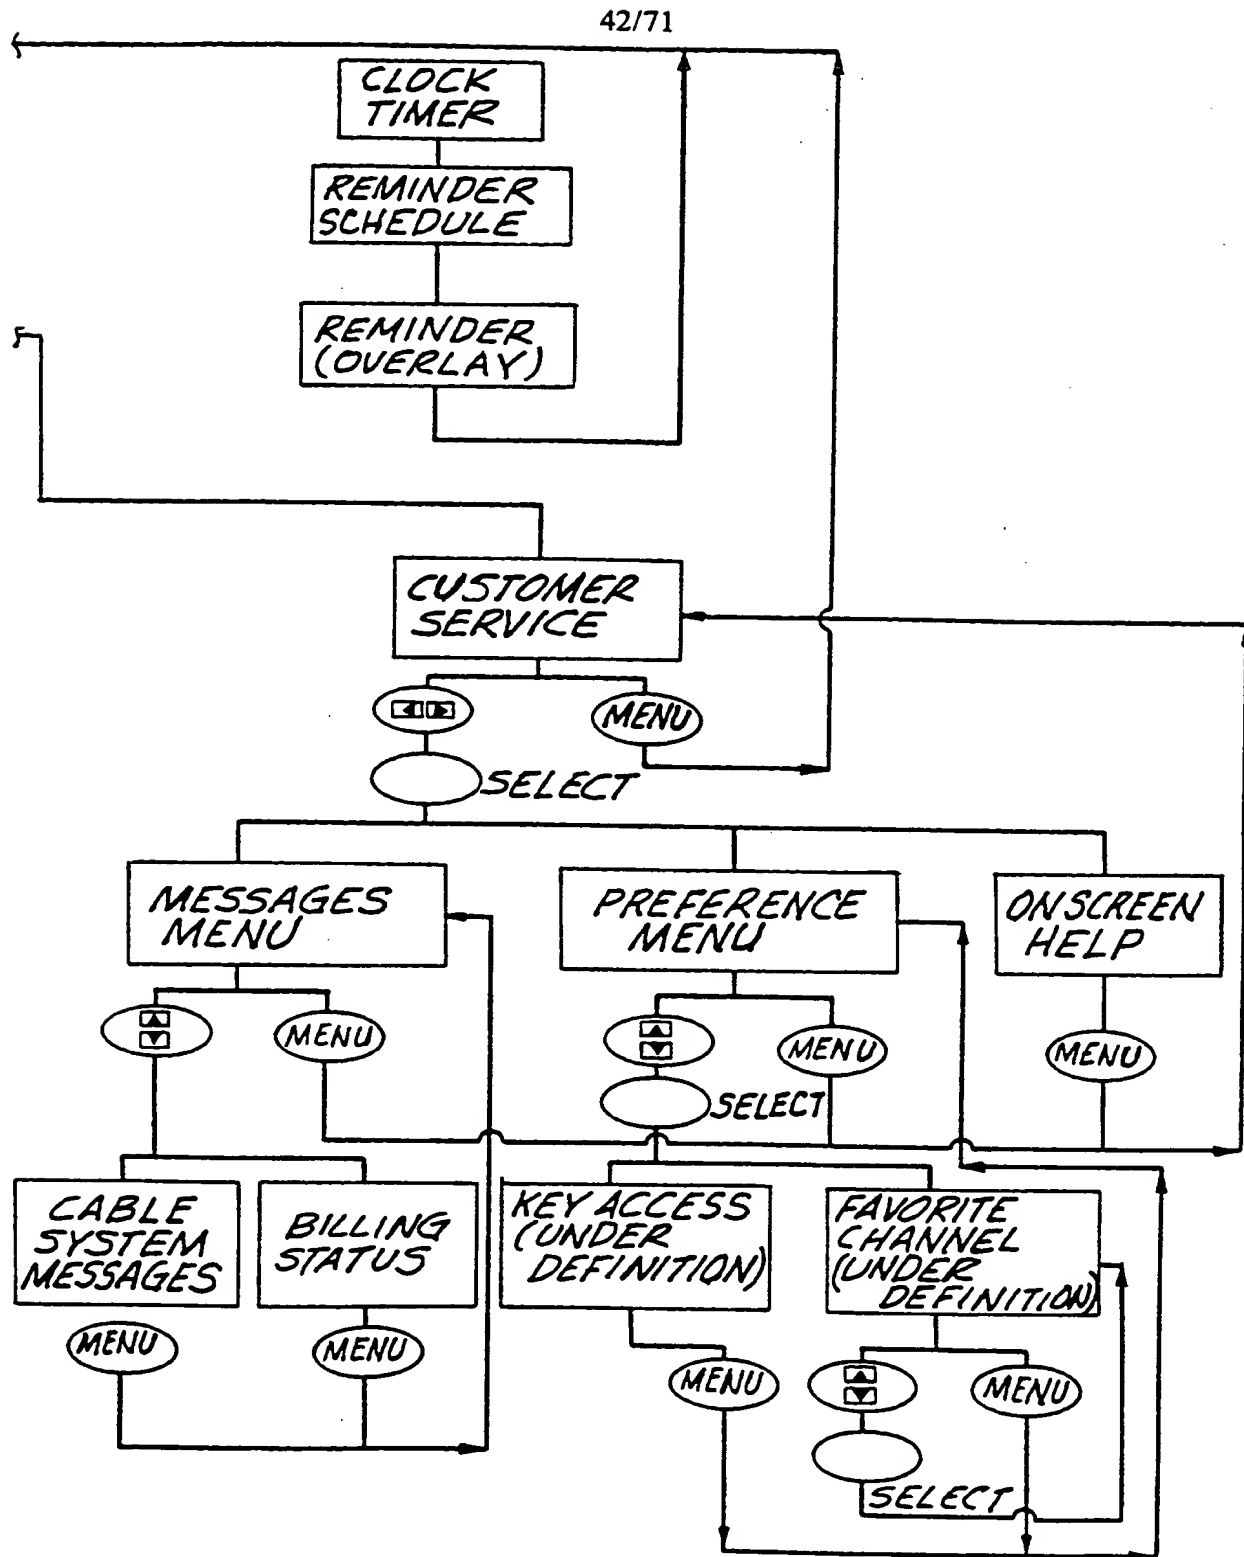 42/71
CLOCK
TIMER
REMINDER
SCHEDULE
REMINDER
(OVERLAY)
CUSTOMER
SERVICE
MENU
SELECT
MESSAGES
MENU
PREFERENCE
MENU
ON SCREEN
HELP
MENU
MENU
MENU
SELECT
CABLE
SYSTEM
MESSAGES
BILLING
STATUS
KEY ACCESS
(UNDER
DEFINITION)
FAVORITE
CHANNEL
(UNDER
DEFINITION)
MENU
MENU
MENU
MENU
SELECT